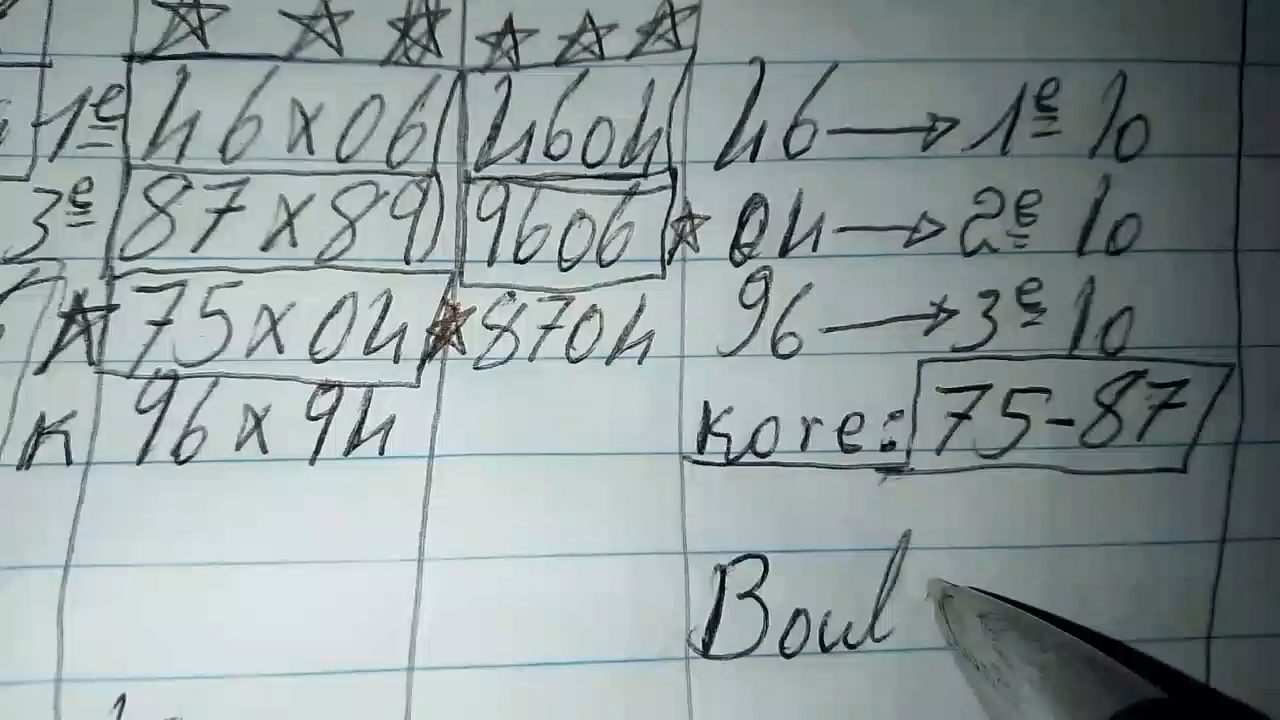 1e 46x06 4604 46 → 1e lo
3e 87x89 9606 04 → 2e lo
75x04 8704 96 → 3e lo
K 96x94 Kore: 75-87
Boul